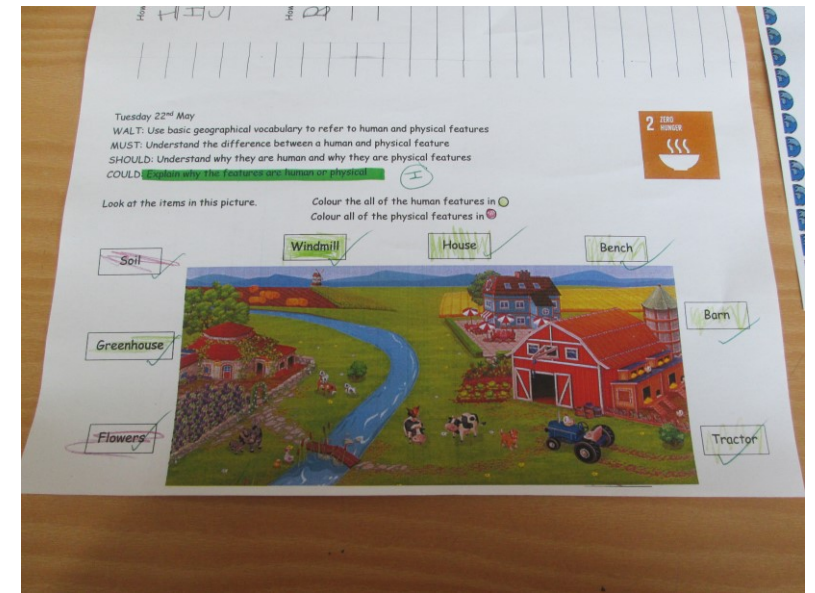 How
How
Tuesday 22nd May
WALT: Use basic geographical vocabulary to refer to human and physical features
MUST: Understand the difference between a human and physical feature
SHOULD: Understand why they are human and why they are physical features
COULD: Explain why the features are human or physical
I
2 ZERO
HUNGER
Look at the items in this picture.
Colour the all of the human features in
Colour all of the physical features in
Soil
Windmill
House
Bench
Barn
Greenhouse
Flowers
Tractor